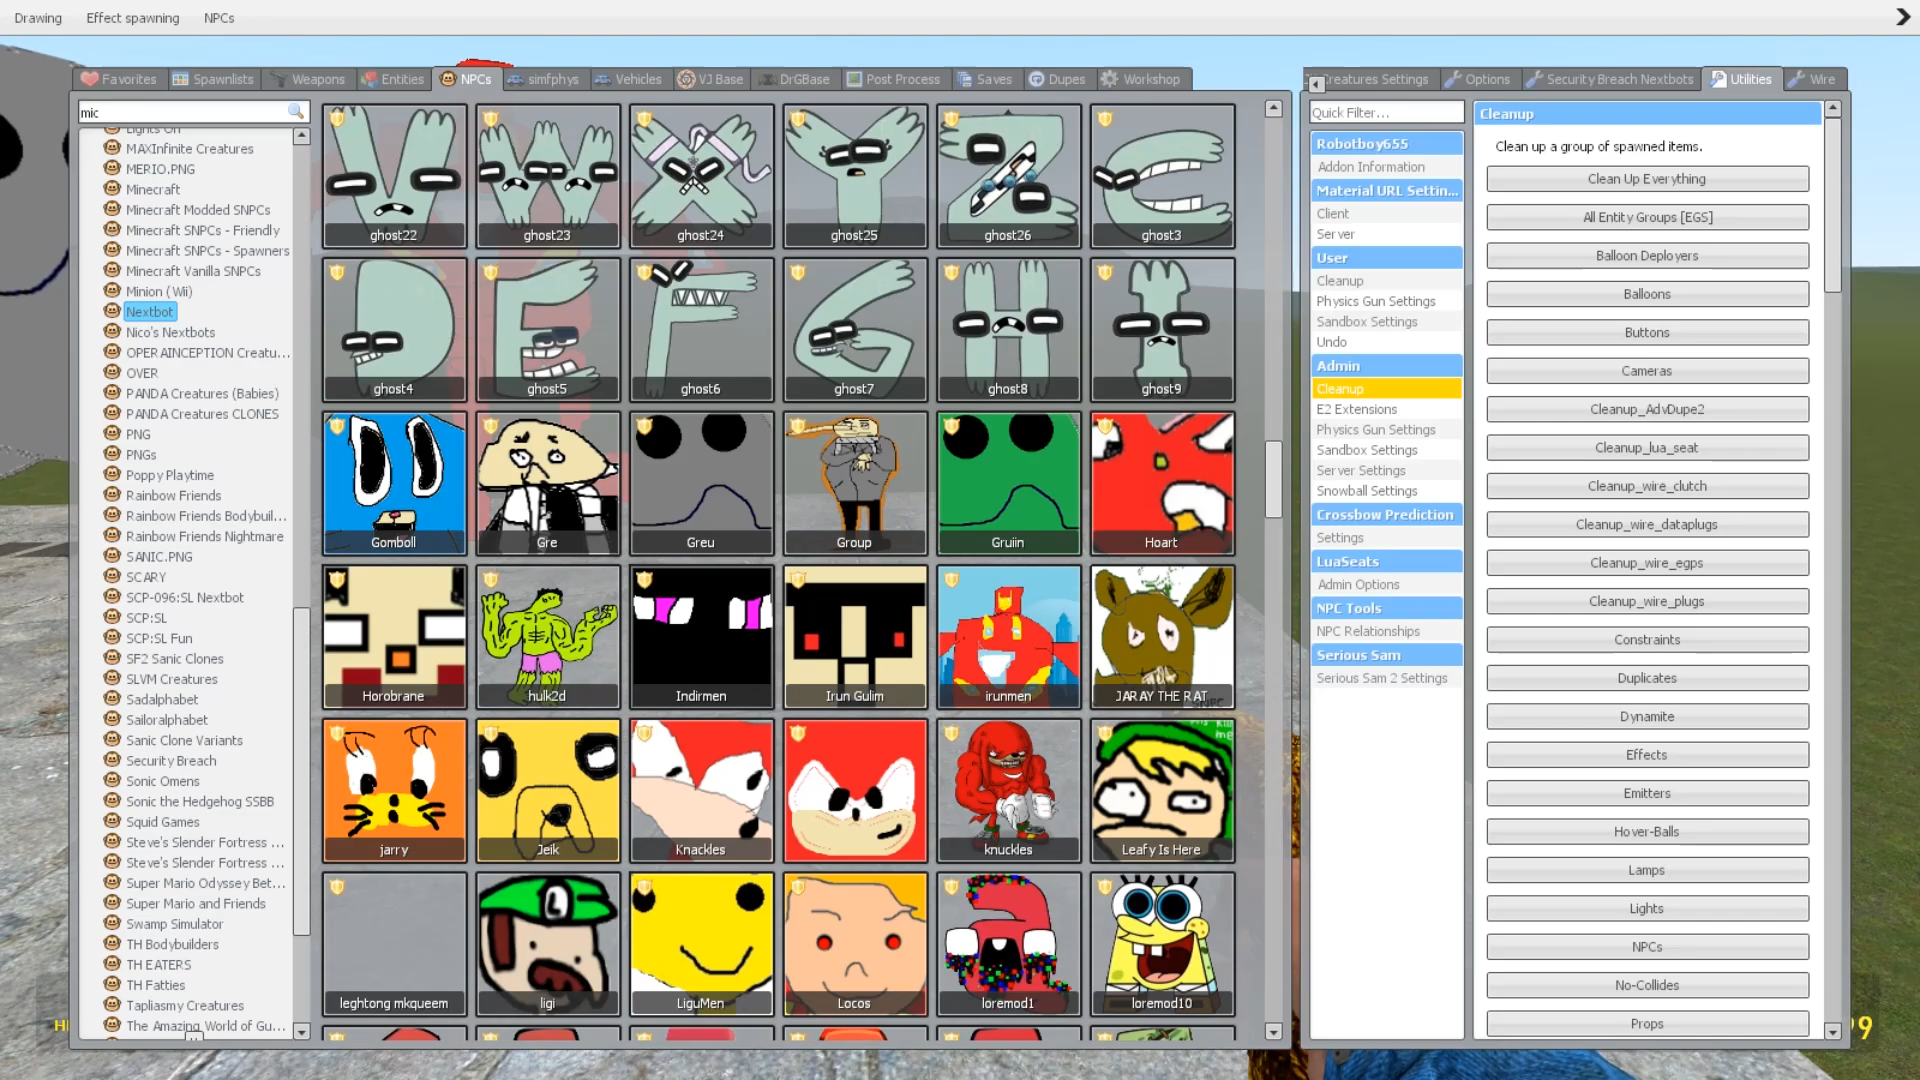 Drawing Effect spawning NPCs
Favorites Spawnlists Weapons Entities NPCs simfphys Vehicles VJ Base DrGBase Post Process Saves Dupes Workshop
Creatures Settings Options Security Breach Nextbots Utilities Wire
mic
Lights On
MAXInfinite Creatures
MERIO.PNG
Minecraft
Minecraft Modded SNPCs
Minecraft SNPCs - Friendly
Minecraft SNPCs - Spawners
Minecraft Vanilla SNPCs
Minion (Wii)
Nextbot
Nico's Nextbots
OPERAINCEPTION Creatu...
OVER
PANDA Creatures (Babies)
PANDA Creatures CLONES
PNG
PNGs
Poppy Playtime
Rainbow Friends
Rainbow Friends Bodybuil...
Rainbow Friends Nightmare
SANIC.PNG
SCARY
SCP-096:SL Nextbot
SCP:SL
SCP:SL Fun
SF2 Sanic Clones
SLVM Creatures
Sadalphabet
Sailoralphabet
Sanic Clone Variants
Security Breach
Sonic Omens
Sonic the Hedgehog SSBB
Squid Games
Steve's Slender Fortress ...
Steve's Slender Fortress ...
Super Mario Odyssey Bet...
Super Mario and Friends
Swamp Simulator
TH Bodybuilders
TH EATERS
TH Fatties
Tapliasmy Creatures
The Amazing World of Gu...
ghost22 ghost23 ghost24 ghost25 ghost26 ghost3
ghost4 ghost5 ghost6 ghost7 ghost8 ghost9
Gomboll Gre Greu Group Gruiin Hoart
Horobrane hulk2d Indirmen Irun Gulim irunmen JARAY THE RAT
me
jarry Jeik Knackles knuckles Leafy Is Here
L
leghtong mkqueem ligi LiguMen Locos loremod1 loremod10
Quick Filter...
Robotboy655
Addon Information
Material URL Settin...
Client
Server
User
Cleanup
Physics Gun Settings
Sandbox Settings
Undo
Admin
Cleanup
E2 Extensions
Physics Gun Settings
Sandbox Settings
Server Settings
Snowball Settings
Crossbow Prediction
Settings
LuaSeats
Admin Options
NPC Tools
NPC Relationships
Serious Sam
Serious Sam 2 Settings
Cleanup
Clean up a group of spawned items.
Clean Up Everything
All Entity Groups [EGS]
Balloon Deployers
Balloons
Buttons
Cameras
Cleanup_AdvDupe2
Cleanup_lua_seat
Cleanup_wire_clutch
Cleanup_wire_dataplugs
Cleanup_wire_egps
Cleanup_wire_plugs
Constraints
Duplicates
Dynamite
Effects
Emitters
Hover-Balls
Lamps
Lights
NPCs
No-Collides
Props